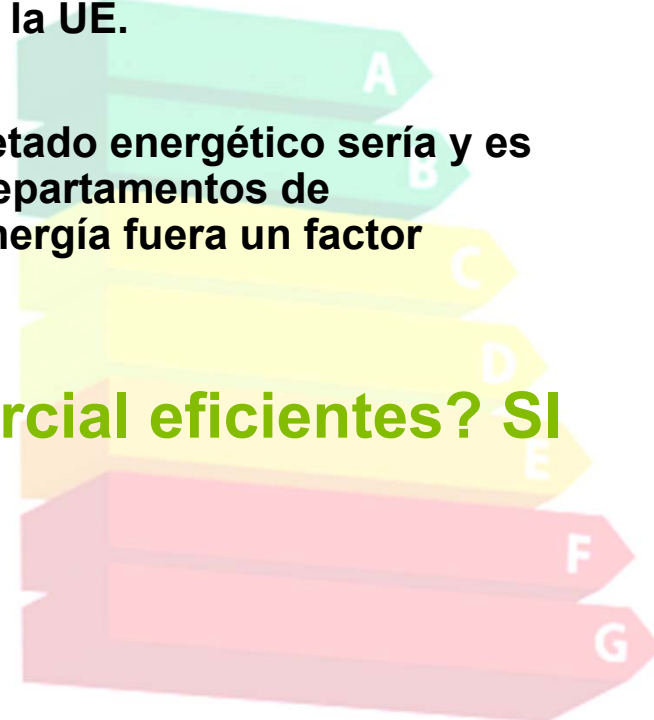 la UE.
A
etado energético sería y es
B
epartamentos de
nergía fuera un factor
C
D
rcial eficientes? SI
E
F
G